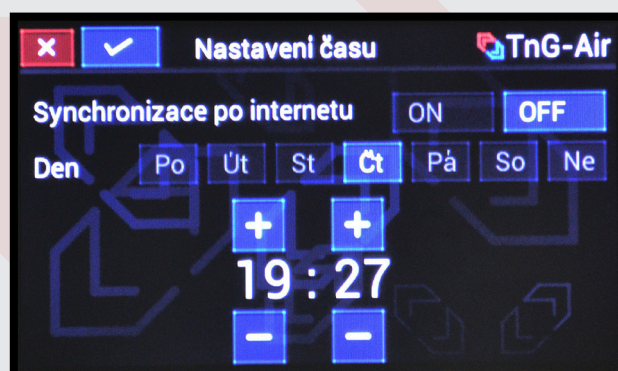 Nastaveni času TnG-Air
Synchronizace po internetu ON OFF
Den Po Út St Čt Pá So Ne
+ +
19 : 27
- -